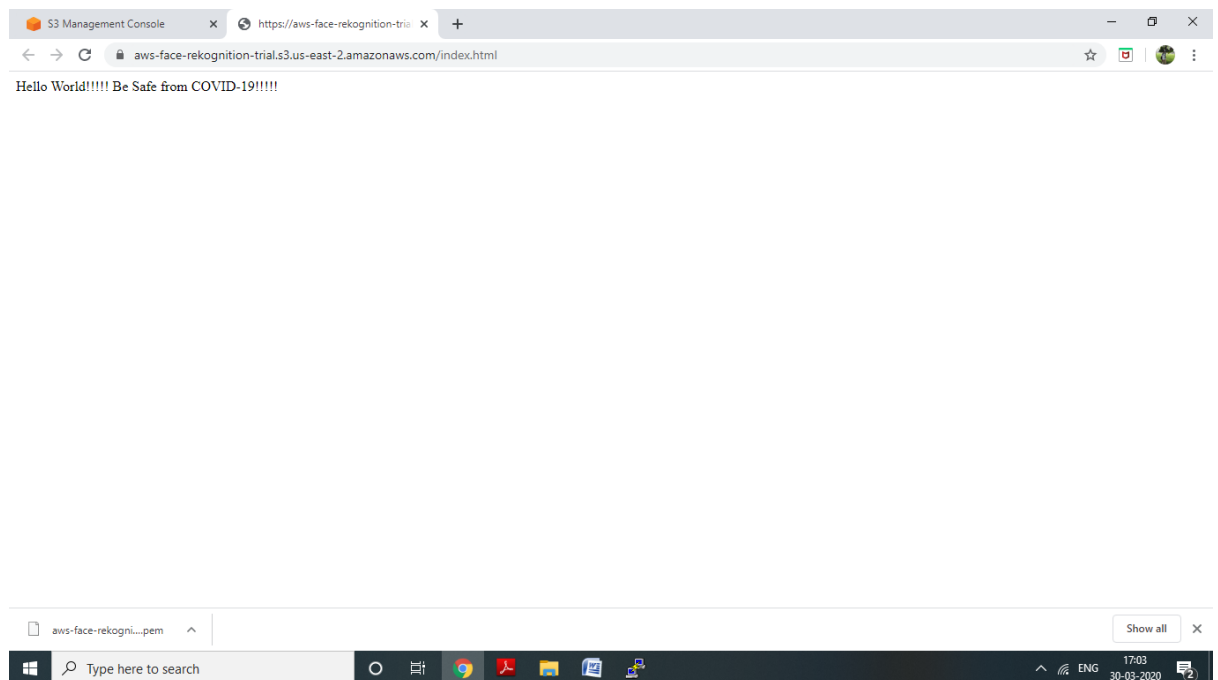 S3 Management Console
https://aws-face-rekognition-tria
aws-face-rekognition-trial.s3.us-east-2.amazonaws.com/index.html
Hello World!!!!! Be Safe from COVID-19!!!!!
aws-face-rekogni....pem
Show all
Type here to search
ENG
17:03
30-03-2020
2